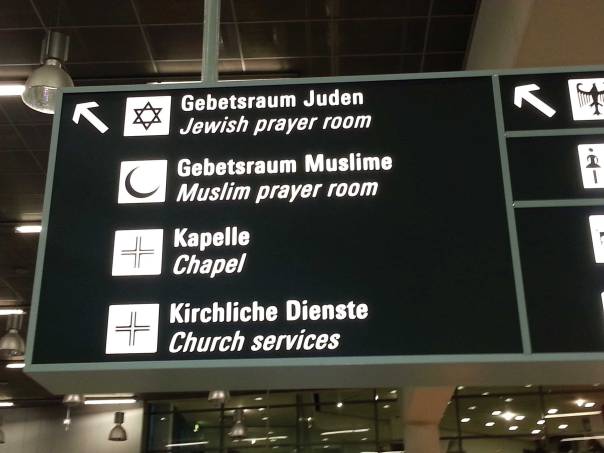 Gebetsraum Juden
Jewish prayer room
Gebetsraum Muslime
Muslim prayer room
Kapelle
Chapel
Kirchliche Dienste
Church services